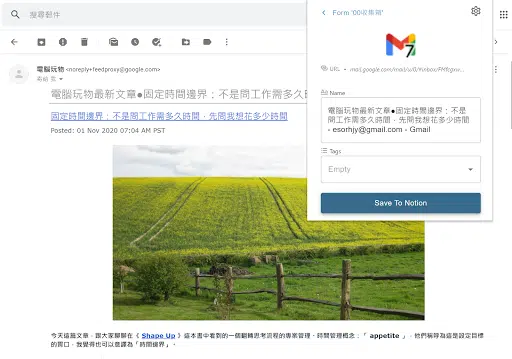 搜尋郵件
Form '00收集箱'
URL • mail.google.com/mail/u/0/#inbox/FMfcgxw...
電腦玩物 <noreply+feedproxy@google.com>
寄給 我
電腦玩物最新文章●固定時間邊界：不是問工作需多久時
固定時間邊界：不是問工作需多久時間，先問我想花多少時間
Posted: 01 Nov 2020 07:04 AM PST
7
Name
電腦玩物最新文章●固定時間邊界：不是
問工作需多久時間，先問我想花多少時間
- esorhjy@gmail.com - Gmail
Tags
Empty
Save To Notion
今天這篇文章，跟大家聊聊在《 Shape Up 》這本書中看到的一個翻轉思考流程的專案管理、時間管理概念：「 appetite 」，他們稱呼為這是設定目標
的胃口，我覺得也可以意譯為「時間邊界」。